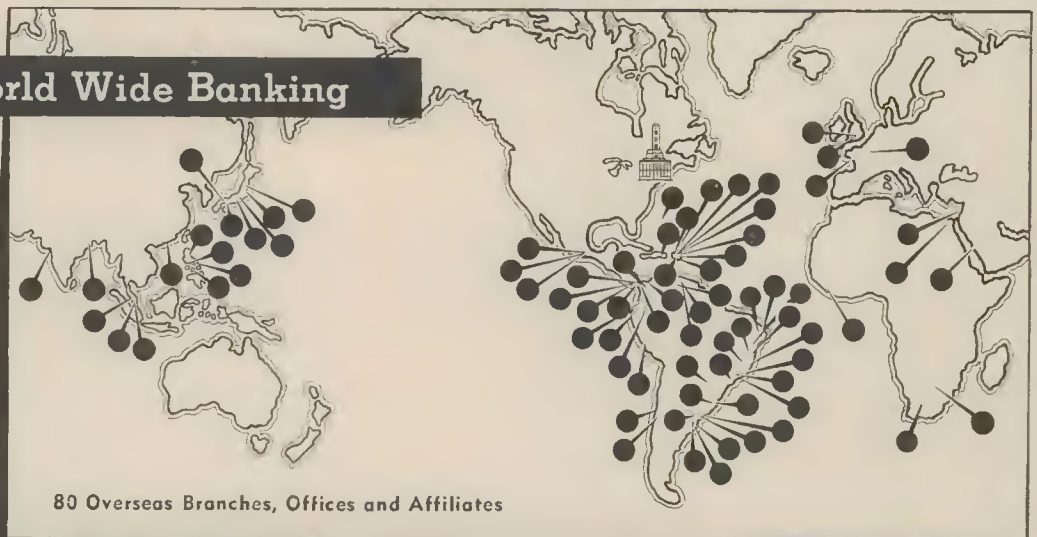 orld Wide Banking
80 Overseas Branches, Offices and Affiliates